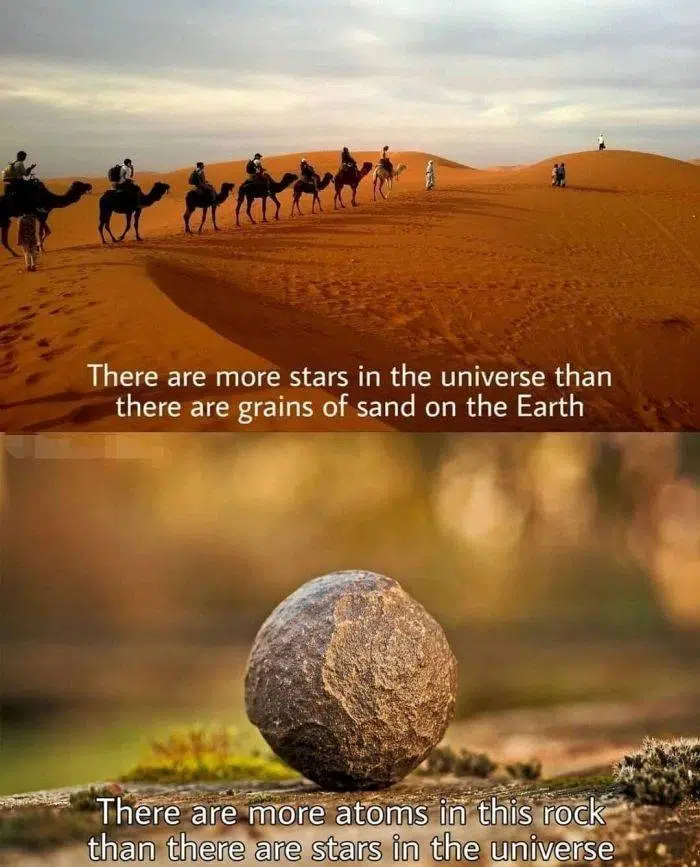 There are more stars in the universe than
there are grains of sand on the Earth
There are more atoms in this rock
than there are stars in the universe